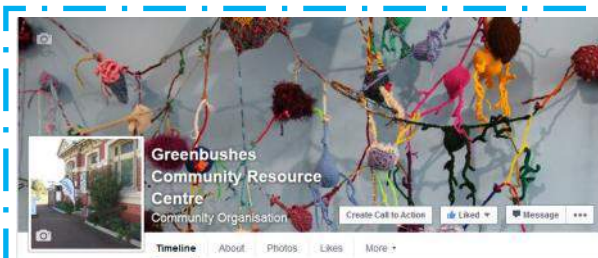 Greenbushes
Community Resource
Centre
Community Organisation
Create Call to Action Liked Message
Timeline About Photos Likes More